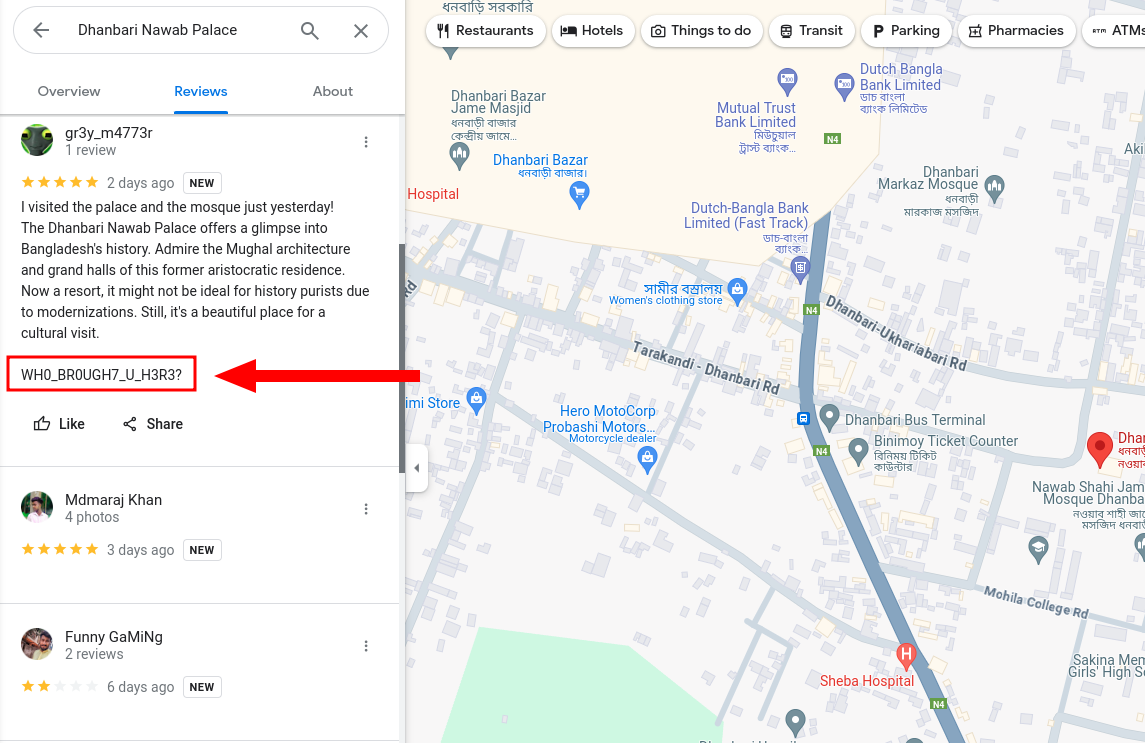 Dhanbari Nawab Palace
Overview
Reviews
About
gr3y_m4773r
1 review
2 days ago
NEW
I visited the palace and the mosque just yesterday!
The Dhanbari Nawab Palace offers a glimpse into
Bangladesh's history. Admire the Mughal architecture
and grand halls of this former aristocratic residence.
Now a resort, it might not be ideal for history purists due
to modernizations. Still, it's a beautiful place for a
cultural visit.
WH0_BR0UGH7_U_H3R3?
Like
Share
Mdmaraj Khan
4 photos
3 days ago
NEW
Funny GaMiNg
2 reviews
6 days ago
NEW
ধনবাড়ি সরকারি
Restaurants
Hotels
Things to do
Transit
Parking
Pharmacies
ATMs
Dhanbari Bazar
Jame Masjid
ধনবাড়ী বাজার
কেন্দ্রীয় জামে...
Dhanbari Bazar
ধনবাড়ী বাজার।
Hospital
Mutual Trust
Bank Limited
মিউচুয়াল
ট্রাস্ট ব্যাংক...
Dutch Bangla
Bank Limited
ডাচ বাংলা
ব্যাংক লিমিটেড
N4
Aki
Dhanbari
Markaz Mosque
ধনবাড়ী
মারকাজ মসজিদ
Dutch-Bangla Bank
Limited (Fast Track)
ডাচ-বাংলা
ব্যাংক...
সামীর বস্ত্রালয়
Women's clothing store
Rd
N4
Dhanbari-Ukhariabari Rd
Tarakandi - Dhanbari Rd
imi Store
Hero MotoCorp
Probashi Motors...
Motorcycle dealer
Dhanbari Bus Terminal
Binimoy Ticket Counter
বিনিময় টিকিট
কাউন্টার
N4
Dhan
ধনবা
নওয়া
Nawab Shahi Jam
Mosque Dhanba
নওয়াব শাহী জা
মসজিদ ধনবা
Mohila College Rd
Sheba Hospital
H
Sakina Mem
Girls' High S
N4